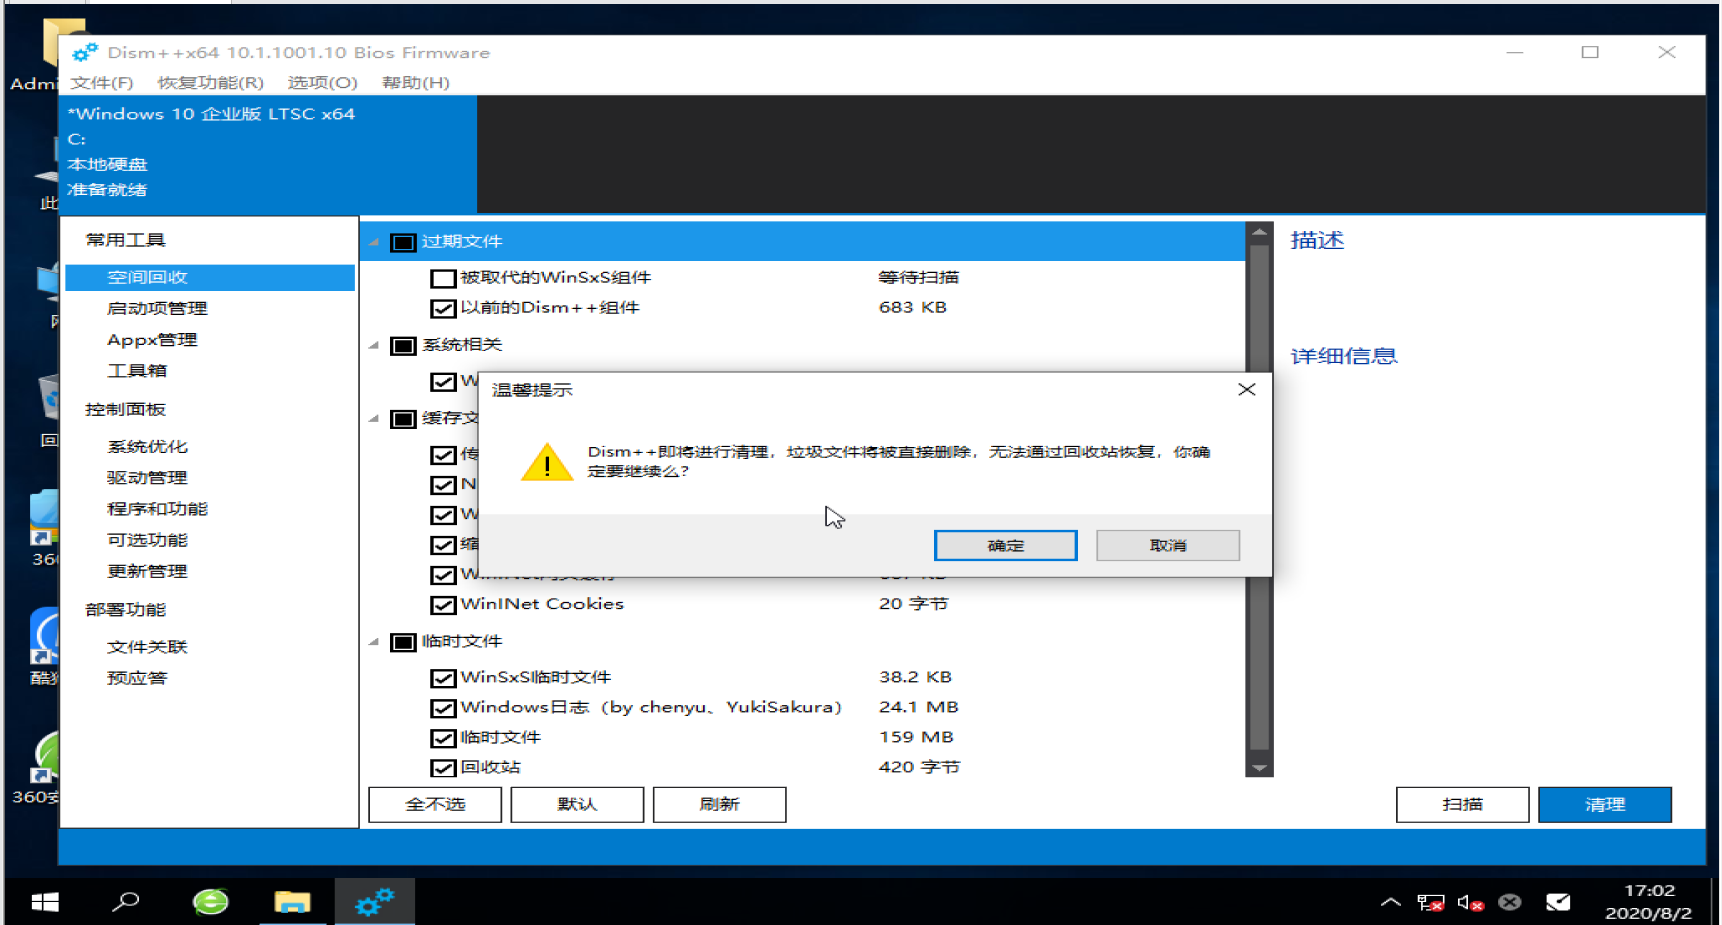 Dism++x64 10.1.1001.10 Bios Firmware
文件(F) 恢复功能(R) 选项(O) 帮助(H)
*Windows 10 企业版 LTSC x64
C:
本地硬盘
准备就绪
常用工具
空间回收
启动项管理
Appx管理
工具箱
控制面板
系统优化
驱动管理
程序和功能
可选功能
更新管理
部署功能
文件关联
预应答
过期文件
被取代的WinSxS组件 等待扫描
以前的Dism++组件 683 KB
系统相关
W
缓存文
传
N
W
缩
WinINet Cookies 20 字节
临时文件
WinSxS临时文件 38.2 KB
Windows日志（by chenyu、YukiSakura） 24.1 MB
临时文件 159 MB
回收站 420 字节
全不选 默认 刷新 扫描 清理
描述
详细信息
温馨提示
Dism++即将进行清理，垃圾文件将被直接删除，无法通过回收站恢复，你确
定要继续么?
确定 取消
Admi
此
回
360
酷
360安
17:02
2020/8/2